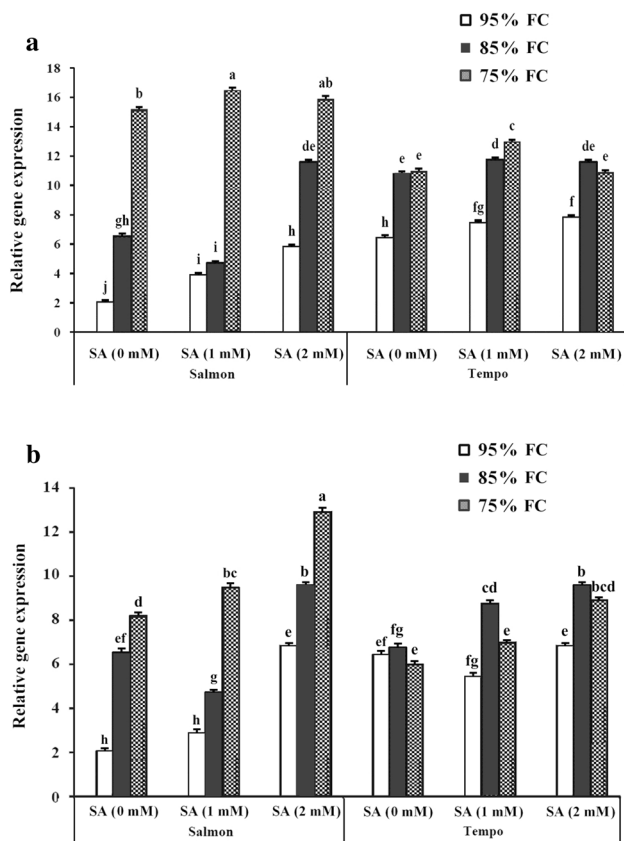 a
95% FC
85% FC
75% FC
Relative gene expression
18
16
14
12
10
8
6
4
2
0
j gh b i i a h de ab h e e fg d c f de e
SA (0 mM) SA (1 mM) SA (2 mM) SA (0 mM) SA (1 mM) SA (2 mM)
Salmon Tempo
b
95% FC
85% FC
75% FC
Relative gene expression
14
12
10
8
6
4
2
0
h ef d h g bc e b a ef fg e fg cd e e b bcd
SA (0 mM) SA (1 mM) SA (2 mM) SA (0 mM) SA (1 mM) SA (2 mM)
Salmon Tempo